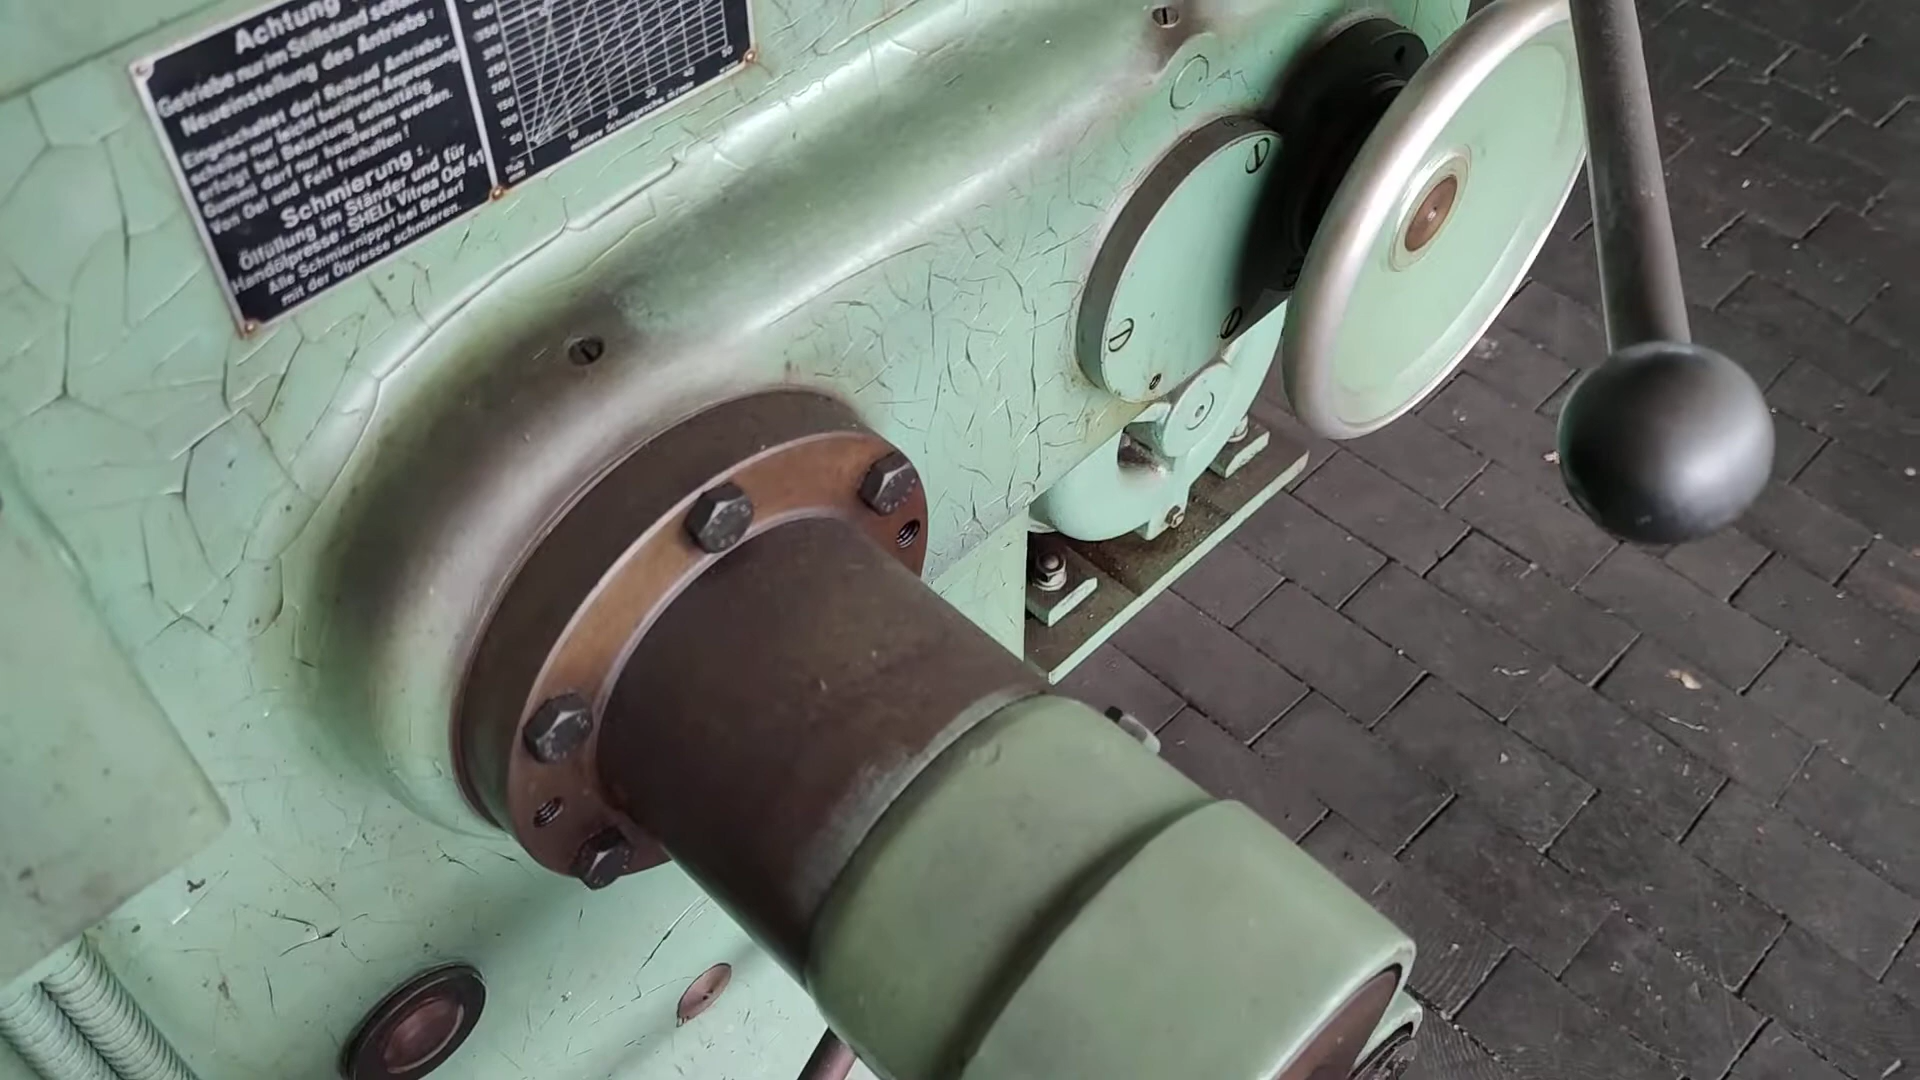 Achtung
Getriebe nur im Stillstand
Neueinstellung des Antriebs:
Eingeschaltet darf Reibrad Antriebs-
scheibe nur leicht berühren Anpressung
erfolgt bei Belastung selbsttätig.
Gummi darf nur handwarm werden.
Von Oel und Fett freihalten!
Schmierung:
Ölfüllung im Ständer und für
Handölpresse: SHELL Vitrea Oel 41
Alle Schmiernippel bei Bedarf
mit der Ölpresse schmieren.
400
350
300
250
200
150
100
50
Hub
mm
10
20
30
40
50
mittlere Schnittgeschw. m/min